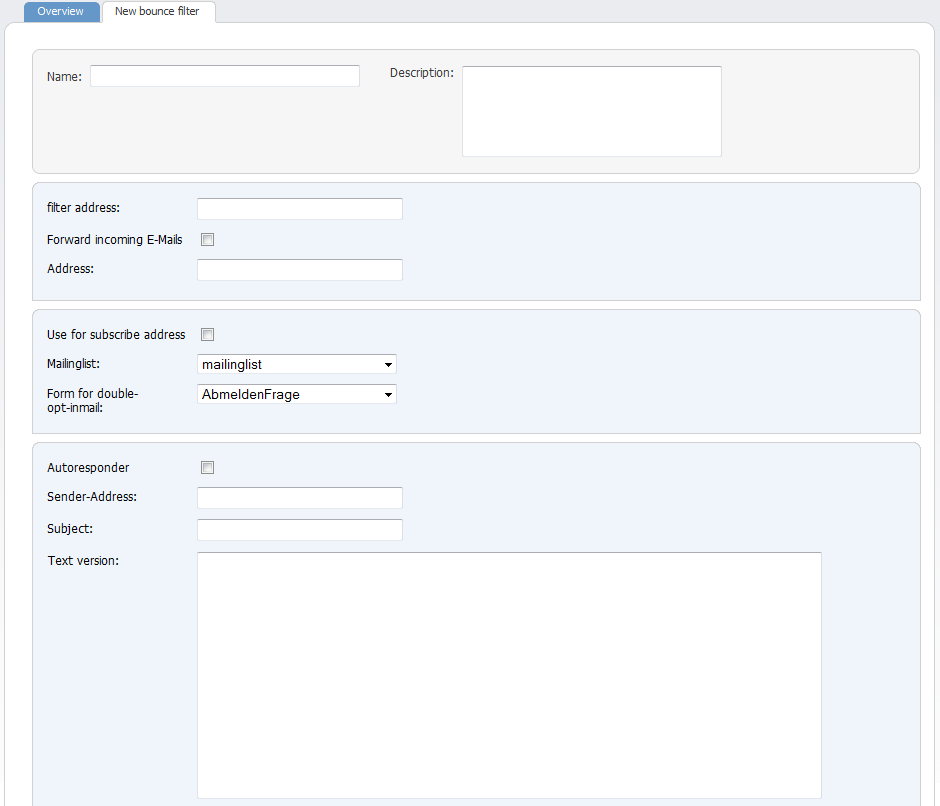 Overview
New bounce filter
Name:
Description:
filter address:
Forward incoming E-Mails
Address:
Use for subscribe address
Mailinglist:
mailinglist
Form for double-
opt-inmail:
AbmeldenFrage
Autoresponder
Sender-Address:
Subject:
Text version: